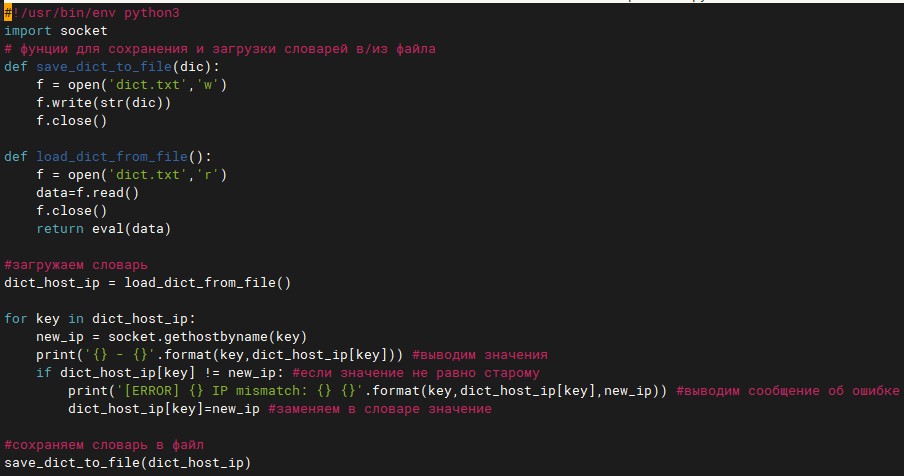 #!/usr/bin/env python3
import socket
# фунции для сохранения и загрузки словарей в/из файла
def save_dict_to_file(dic):
    f = open('dict.txt','w')
    f.write(str(dic))
    f.close()

def load_dict_from_file():
    f = open('dict.txt','r')
    data=f.read()
    f.close()
    return eval(data)

#загружаем словарь
dict_host_ip = load_dict_from_file()

for key in dict_host_ip:
    new_ip = socket.gethostbyname(key)
    print('{} - {}'.format(key,dict_host_ip[key])) #выводим значения
    if dict_host_ip[key] != new_ip: #если значение не равно старому
        print('[ERROR] {} IP mismatch: {} {}'.format(key,dict_host_ip[key],new_ip)) #выводим сообщение об ошибке
        dict_host_ip[key]=new_ip #заменяем в словаре значение

#сохраняем словарь в файл
save_dict_to_file(dict_host_ip)